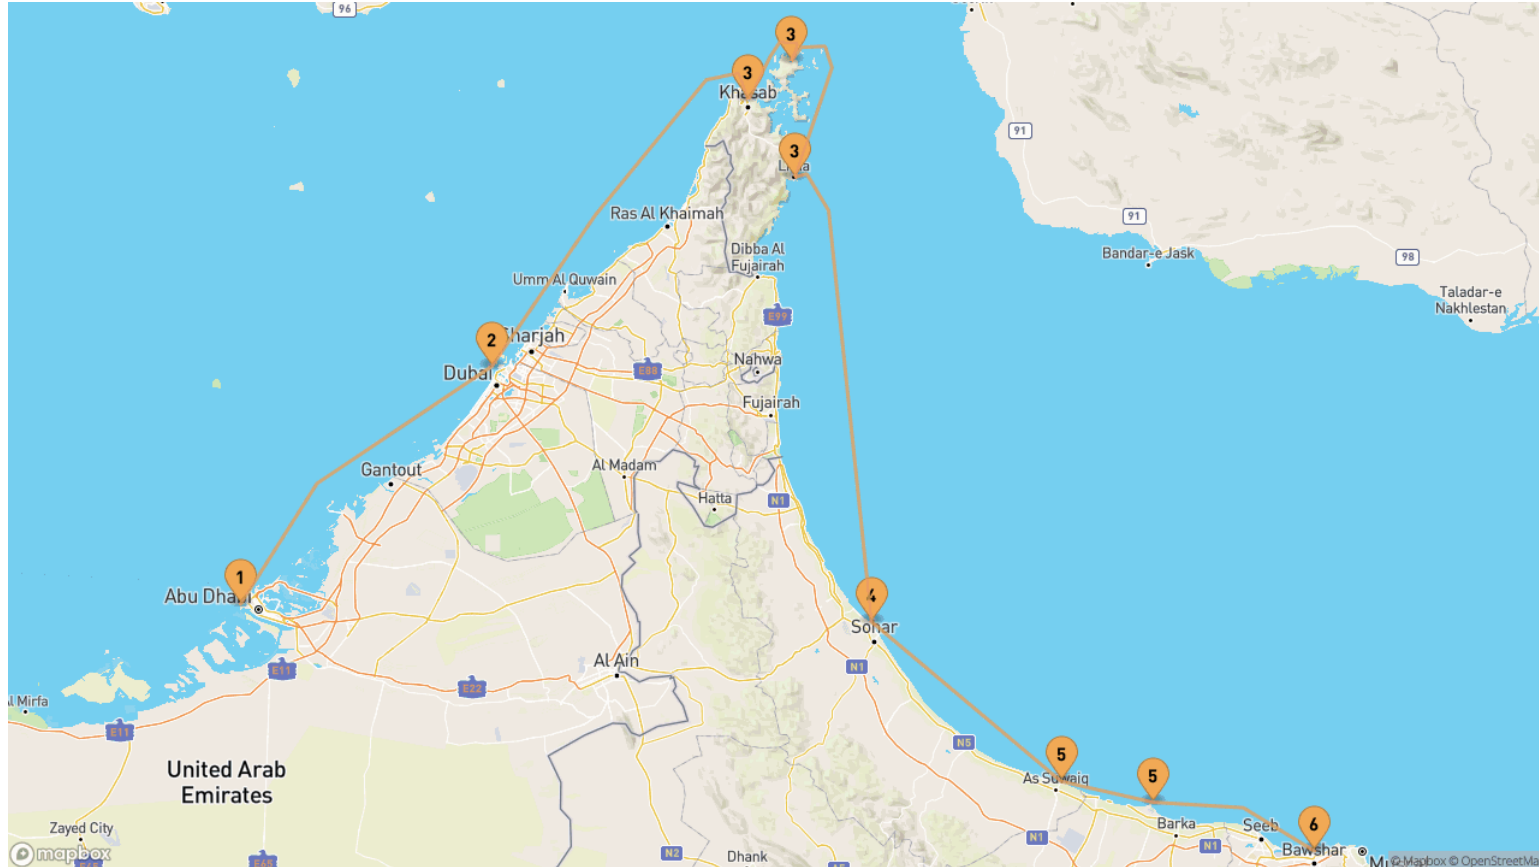 96
3
3
Khasab
91
3
Lima
91
Ras Al Khaimah
Dibba Al
Fujairah
Bandar-e Jask
98
Umm Al Quwain
Taladar-e
Nakhlestan
E99
2
Sharjah
Dubai
E88
Nahwa
Fujairah
Gantout
Al Madam
Hatta
N1
1
Abu Dhabi
4
Sohar
Al Ain
E11
N1
E22
Al Mirfa
E11
N5
5
United Arab
Emirates
As Suwaiq
5
Zayed City
Barka
Seeb
6
N1
N1
Bawshar
mapbox
E65
N2
Dhank
© Mapbox © OpenStreetMap